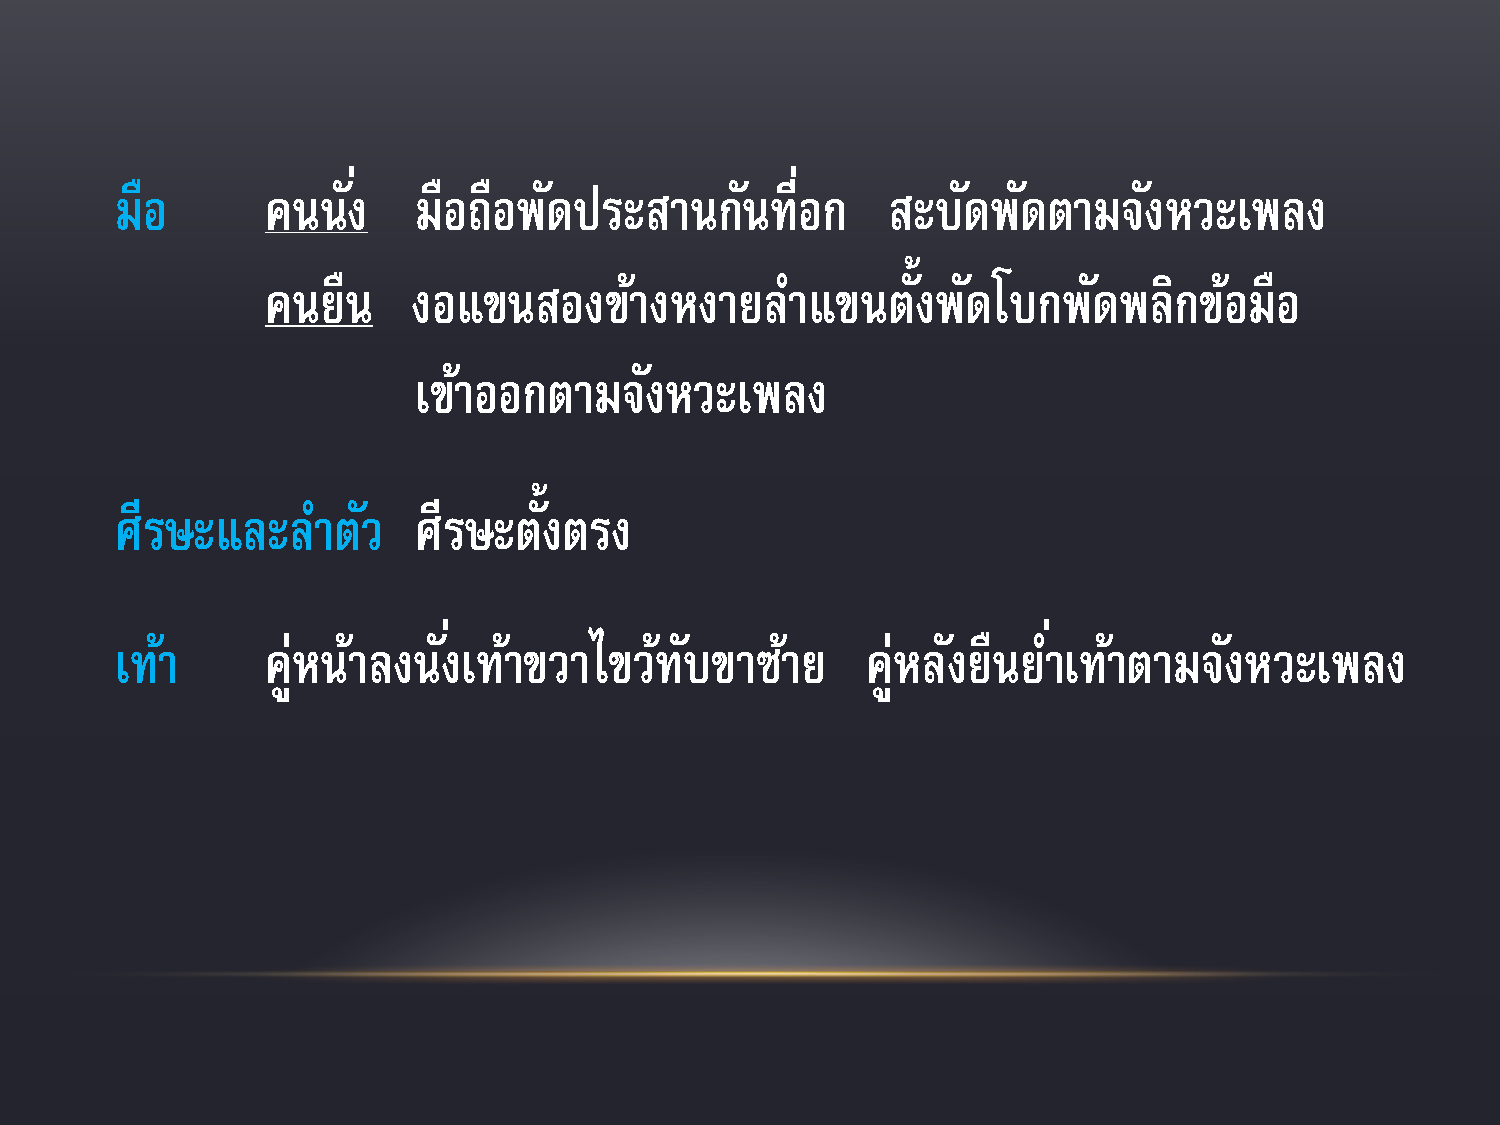 มือ คนนั่ง มือถือพัดประสานกันที่อก สะบัดพัดตามจังหวะเพลง
คนยืน งอแขนสองข้างหงายลำแขนตั้งพัดโบกพัดพลิกข้อมือ
เข้าออกตามจังหวะเพลง
ศีรษะและลำตัว ศีรษะตั้งตรง
เท้า คู่หน้าลงนั่งเท้าขวาไขว้ทับขาซ้าย คู่หลังยืนย่ำเท้าตามจังหวะเพลง